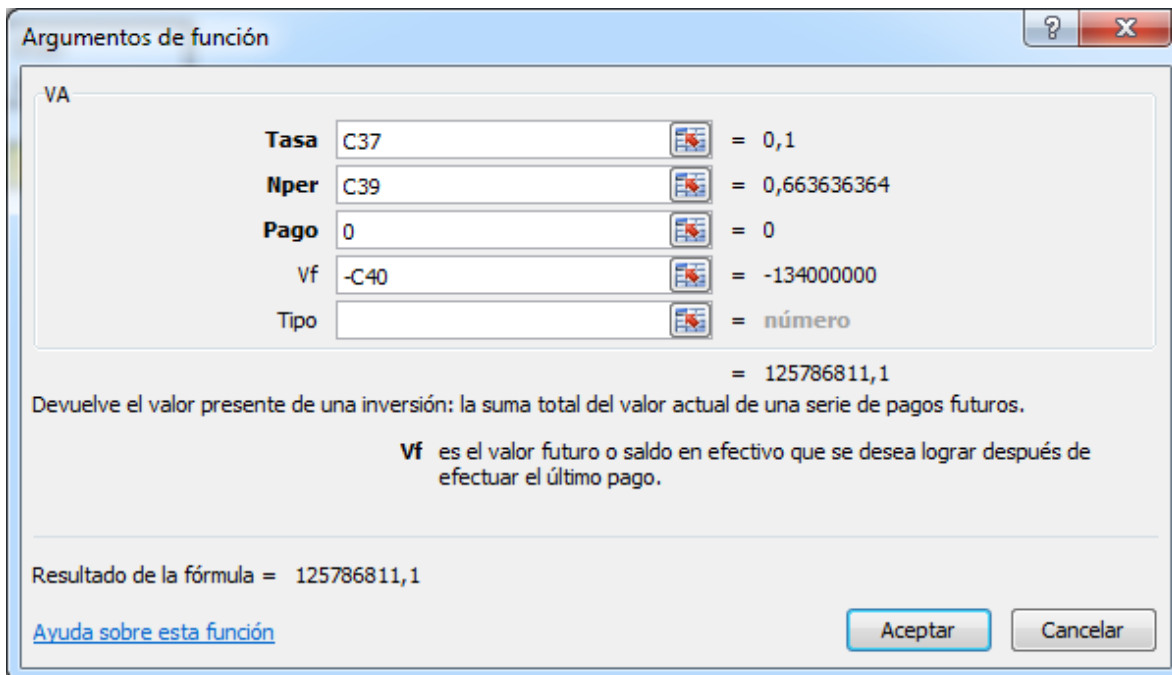 Argumentos de función
VA
Tasa C37 = 0,1
Nper C39 = 0,663636364
Pago 0 = 0
Vf -C40 = -134000000
Tipo = número
= 125786811,1
Devuelve el valor presente de una inversión: la suma total del valor actual de una serie de pagos futuros.
Vf es el valor futuro o saldo en efectivo que se desea lograr después de
efectuar el último pago.
Resultado de la fórmula = 125786811,1
Ayuda sobre esta función Aceptar Cancelar